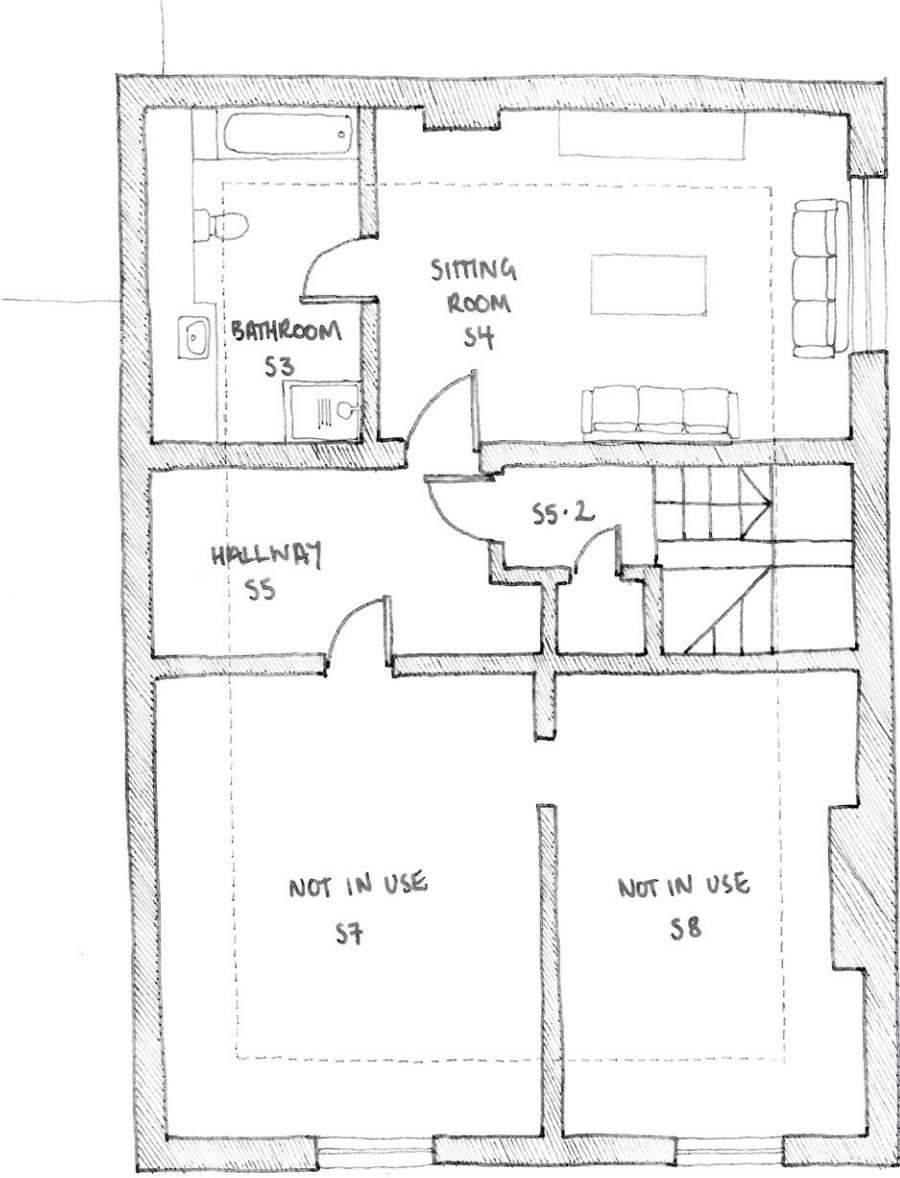 SITTING
ROOM
S4
BATHROOM
S3
S5·2
HALLWAY
S5
NOT IN USE
S7
NOT IN USE
S8